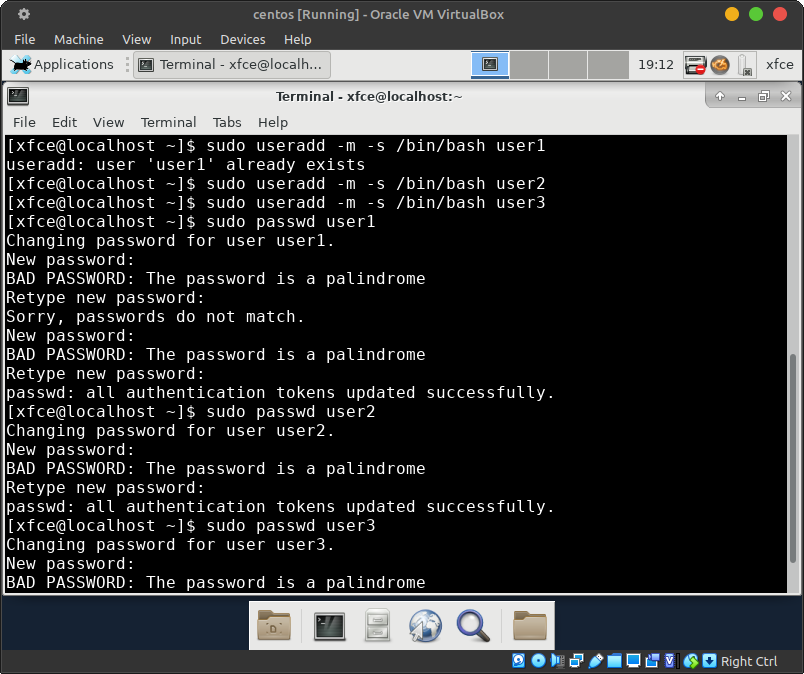 centos [Running] - Oracle VM VirtualBox
File Machine View Input Devices Help
Applications Terminal - xfce@localh... 19:12 xfce
Terminal - xfce@localhost:~
File Edit View Terminal Tabs Help
[xfce@localhost ~]$ sudo useradd -m -s /bin/bash user1
useradd: user 'user1' already exists
[xfce@localhost ~]$ sudo useradd -m -s /bin/bash user2
[xfce@localhost ~]$ sudo useradd -m -s /bin/bash user3
[xfce@localhost ~]$ sudo passwd user1
Changing password for user user1.
New password:
BAD PASSWORD: The password is a palindrome
Retype new password:
Sorry, passwords do not match.
New password:
BAD PASSWORD: The password is a palindrome
Retype new password:
passwd: all authentication tokens updated successfully.
[xfce@localhost ~]$ sudo passwd user2
Changing password for user user2.
New password:
BAD PASSWORD: The password is a palindrome
Retype new password:
passwd: all authentication tokens updated successfully.
[xfce@localhost ~]$ sudo passwd user3
Changing password for user user3.
New password:
BAD PASSWORD: The password is a palindrome
Right Ctrl